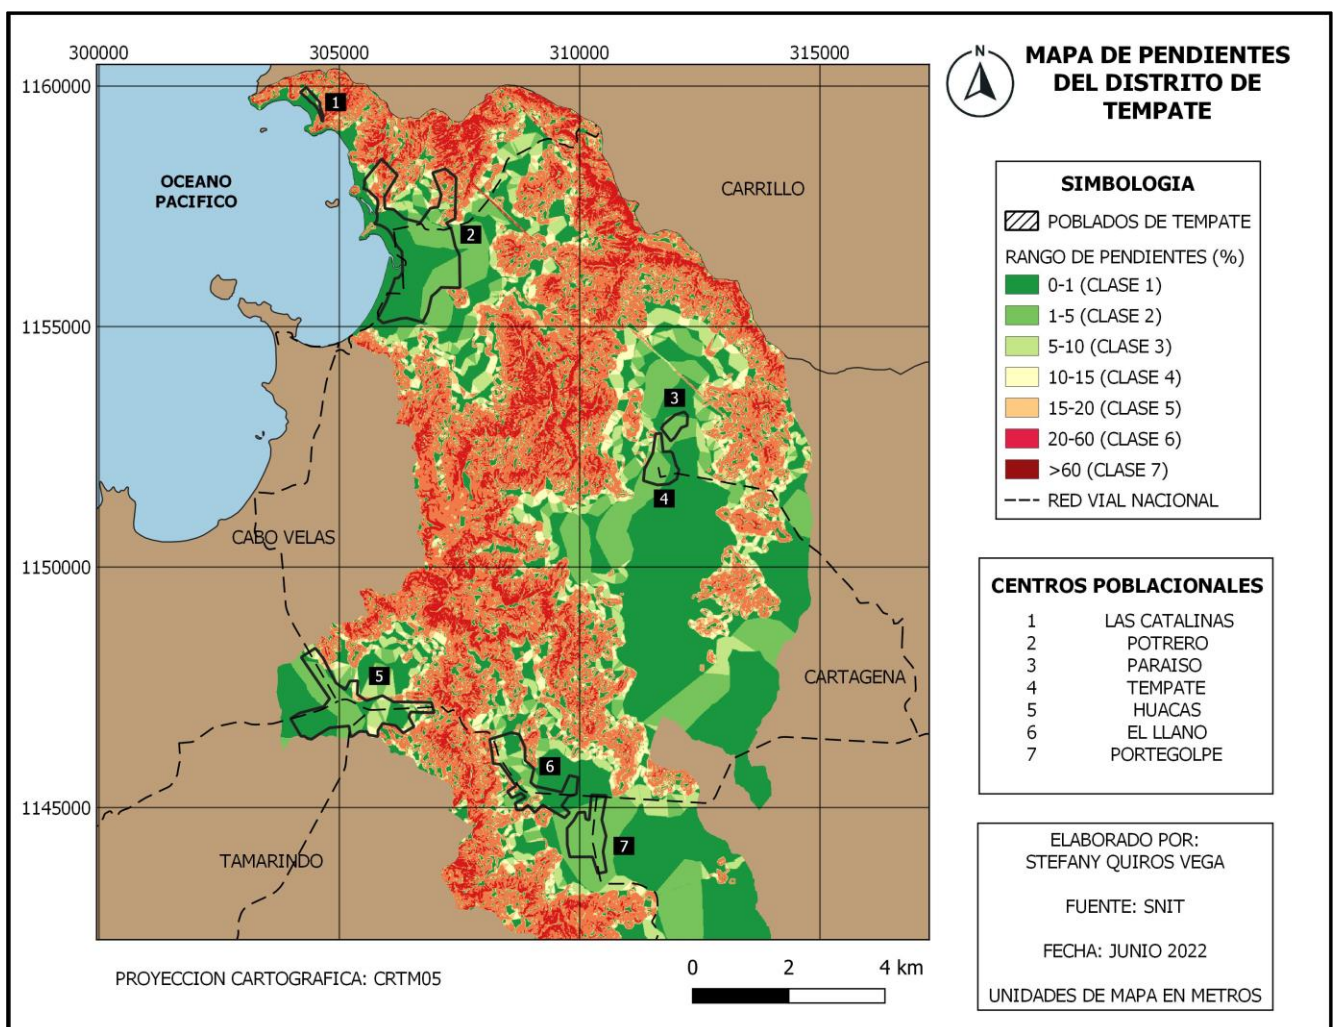 300000
305000
310000
315000
1160000
1155000
1150000
1145000
OCEANO
PACIFICO
CARRILLO
CABO VELAS
CARTAGENA
TAMARINDO
1
2
3
4
5
6
7
PROYECCION CARTOGRAFICA: CRTM05
0 2 4 km
N
MAPA DE PENDIENTES
DEL DISTRITO DE
TEMPATE
SIMBOLOGIA
POBLADOS DE TEMPATE
RANGO DE PENDIENTES (%)
0-1 (CLASE 1)
1-5 (CLASE 2)
5-10 (CLASE 3)
10-15 (CLASE 4)
15-20 (CLASE 5)
20-60 (CLASE 6)
>60 (CLASE 7)
RED VIAL NACIONAL
CENTROS POBLACIONALES
1 LAS CATALINAS
2 POTRERO
3 PARAISO
4 TEMPATE
5 HUACAS
6 EL LLANO
7 PORTEGOLPE
ELABORADO POR:
STEFANY QUIROS VEGA
FUENTE: SNIT
FECHA: JUNIO 2022
UNIDADES DE MAPA EN METROS